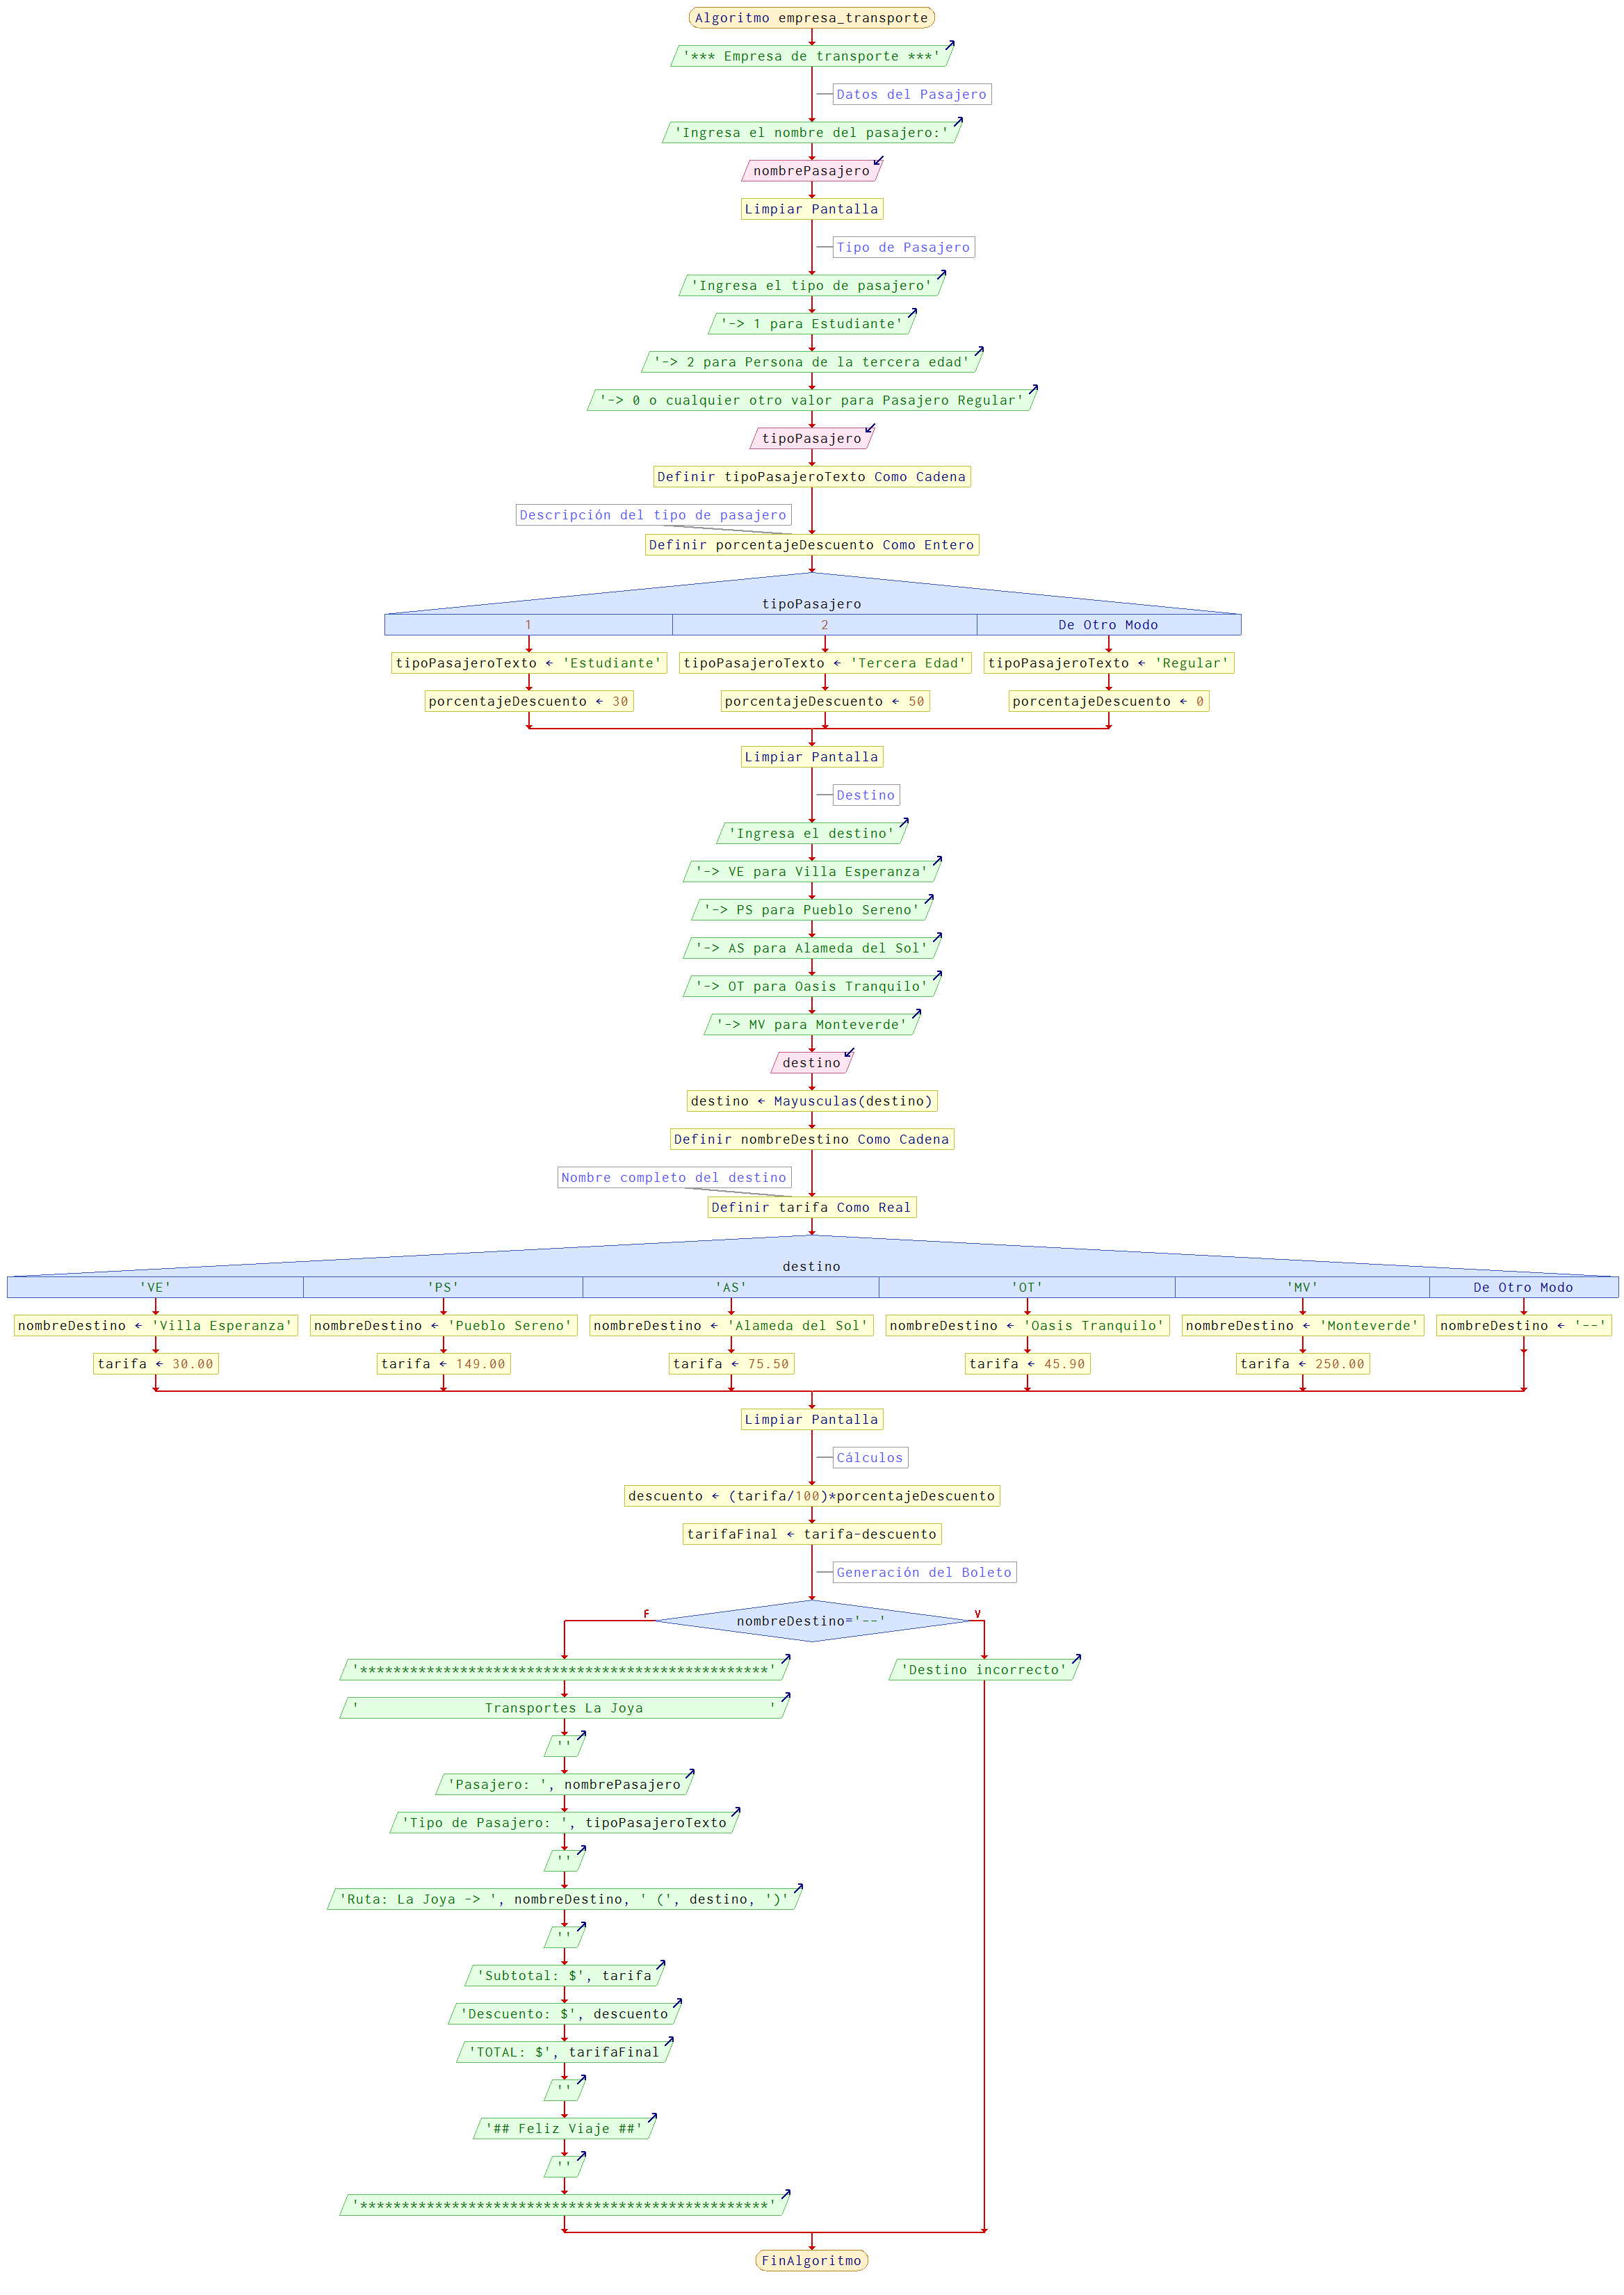 Algoritmo empresa_transporte
'*** Empresa de transporte ***'
Datos del Pasajero
'Ingresa el nombre del pasajero:'
nombrePasajero
Limpiar Pantalla
Tipo de Pasajero
'Ingresa el tipo de pasajero'
'-> 1 para Estudiante'
'-> 2 para Persona de la tercera edad'
'-> 0 o cualquier otro valor para Pasajero Regular'
tipoPasajero
Definir tipoPasajeroTexto Como Cadena
Descripción del tipo de pasajero
Definir porcentajeDescuento Como Entero
tipoPasajero
1 2 De Otro Modo
tipoPasajeroTexto ← 'Estudiante' tipoPasajeroTexto ← 'Tercera Edad' tipoPasajeroTexto ← 'Regular'
porcentajeDescuento ← 30 porcentajeDescuento ← 50 porcentajeDescuento ← 0
Limpiar Pantalla
Destino
'Ingresa el destino'
'-> VE para Villa Esperanza'
'-> PS para Pueblo Sereno'
'-> AS para Alameda del Sol'
'-> OT para Oasis Tranquilo'
'-> MV para Monteverde'
destino
destino ← Mayusculas(destino)
Definir nombreDestino Como Cadena
Nombre completo del destino
Definir tarifa Como Real
destino
'VE' 'PS' 'AS' 'OT' 'MV' De Otro Modo
nombreDestino ← 'Villa Esperanza' nombreDestino ← 'Pueblo Sereno' nombreDestino ← 'Alameda del Sol' nombreDestino ← 'Oasis Tranquilo' nombreDestino ← 'Monteverde' nombreDestino ← '--'
tarifa ← 30.00 tarifa ← 149.00 tarifa ← 75.50 tarifa ← 45.90 tarifa ← 250.00
Limpiar Pantalla
Cálculos
descuento ← (tarifa/100)*porcentajeDescuento
tarifaFinal ← tarifa-descuento
Generación del Boleto
F V
nombreDestino='--'
'*************************************************' 'Destino incorrecto'
'               Transportes La Joya               '
''
'Pasajero: ', nombrePasajero
'Tipo de Pasajero: ', tipoPasajeroTexto
''
'Ruta: La Joya -> ', nombreDestino, ' (', destino, ')'
''
'Subtotal: $', tarifa
'Descuento: $', descuento
'TOTAL: $', tarifaFinal
''
'## Feliz Viaje ##'
''
'*************************************************'
FinAlgoritmo